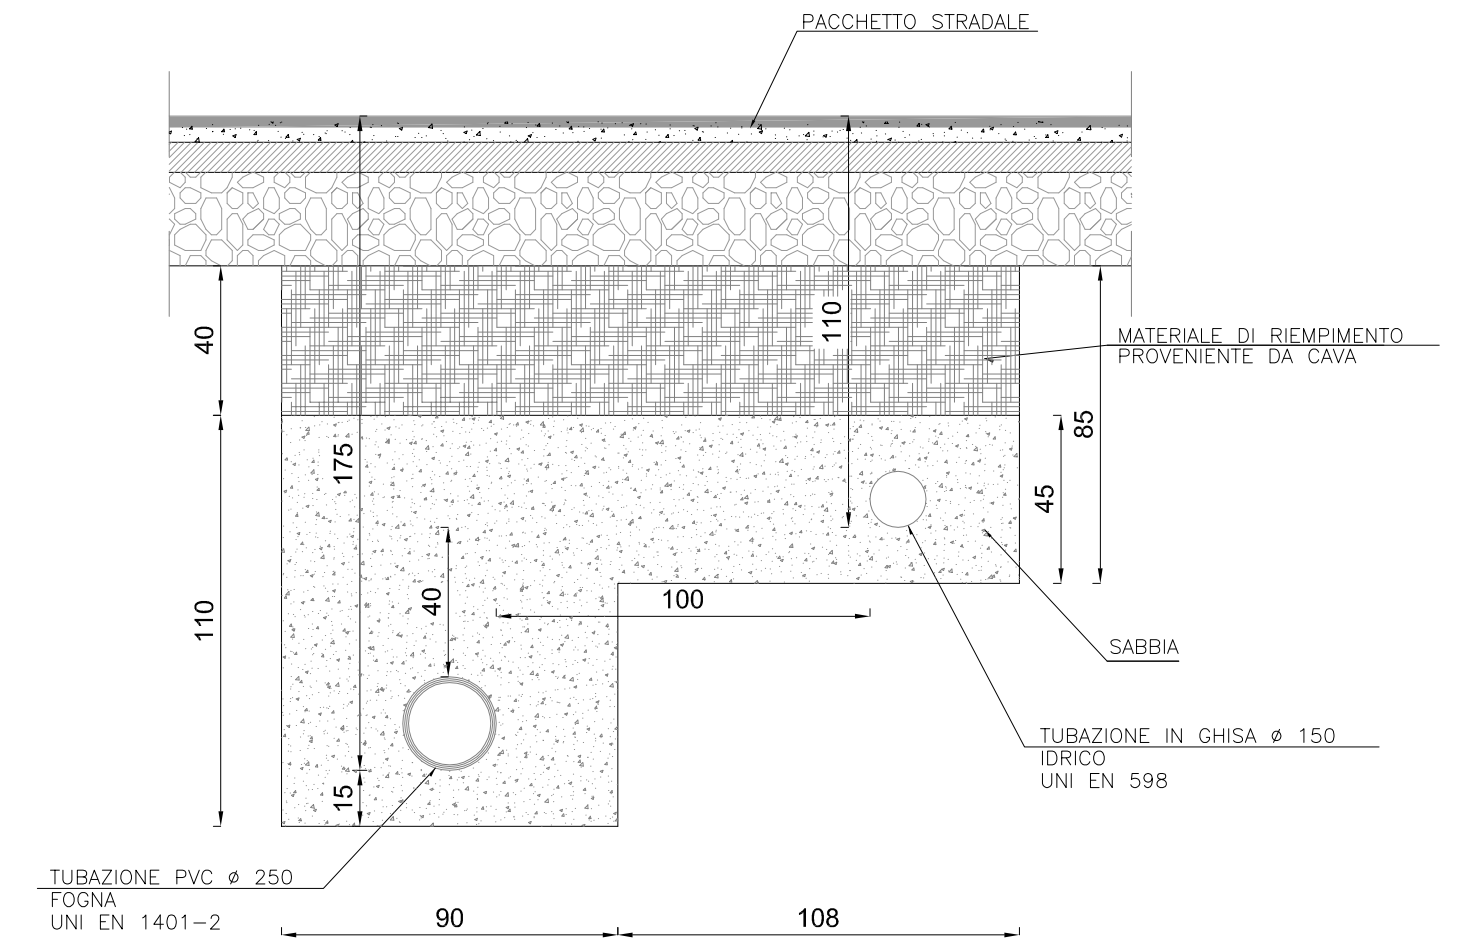 PACCHETTO STRADALE
110
40
MATERIALE DI RIEMPIMENTO
PROVENIENTE DA CAVA
85
175
45
40
100
110
SABBIA
TUBAZIONE IN GHISA ø 150
IDRICO
UNI EN 598
15
TUBAZIONE PVC ø 250
FOGNA
UNI EN 1401-2
90
108